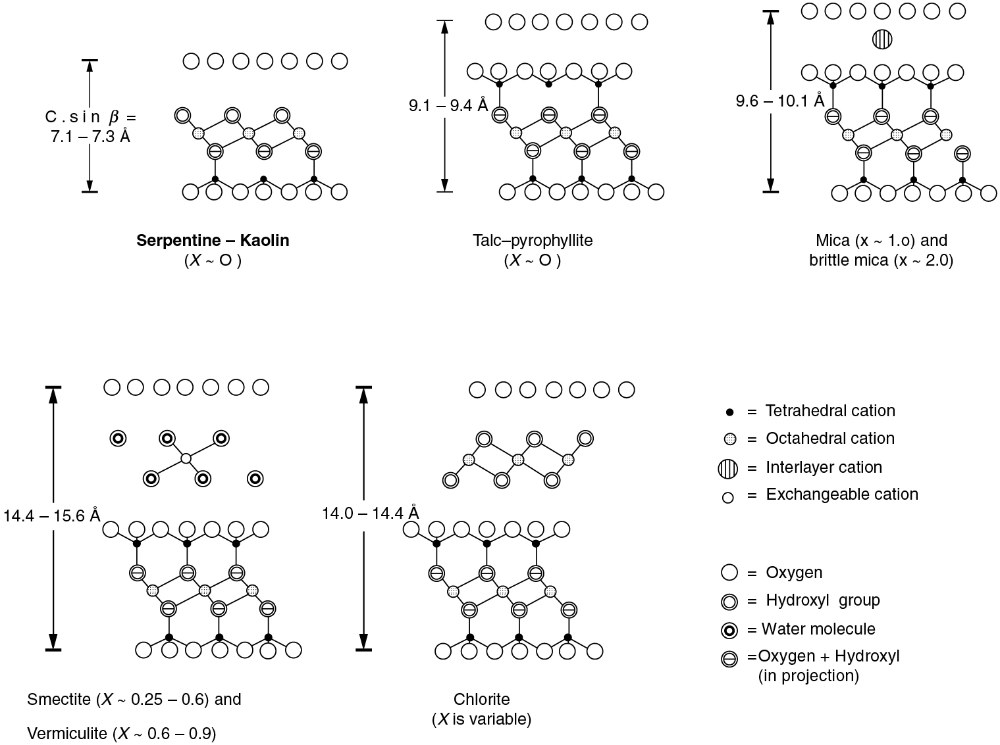 C . s i n β =
7.1 – 7.3 Å
9.1 – 9.4 Å
9.6 – 10.1 Å
Serpentine – Kaolin
(X ~ O )
Talc–pyrophyllite
(X ~ O )
Mica (x ~ 1.o) and
brittle mica (x ~ 2.0)
14.4 – 15.6 Å
14.0 – 14.4 Å
= Tetrahedral cation
= Octahedral cation
= Interlayer cation
= Exchangeable cation
= Oxygen
= Hydroxyl group
= Water molecule
=Oxygen + Hydroxyl
(in projection)
Smectite (X ~ 0.25 – 0.6) and
Vermiculite (X ~ 0.6 – 0.9)
Chlorite
(X is variable)